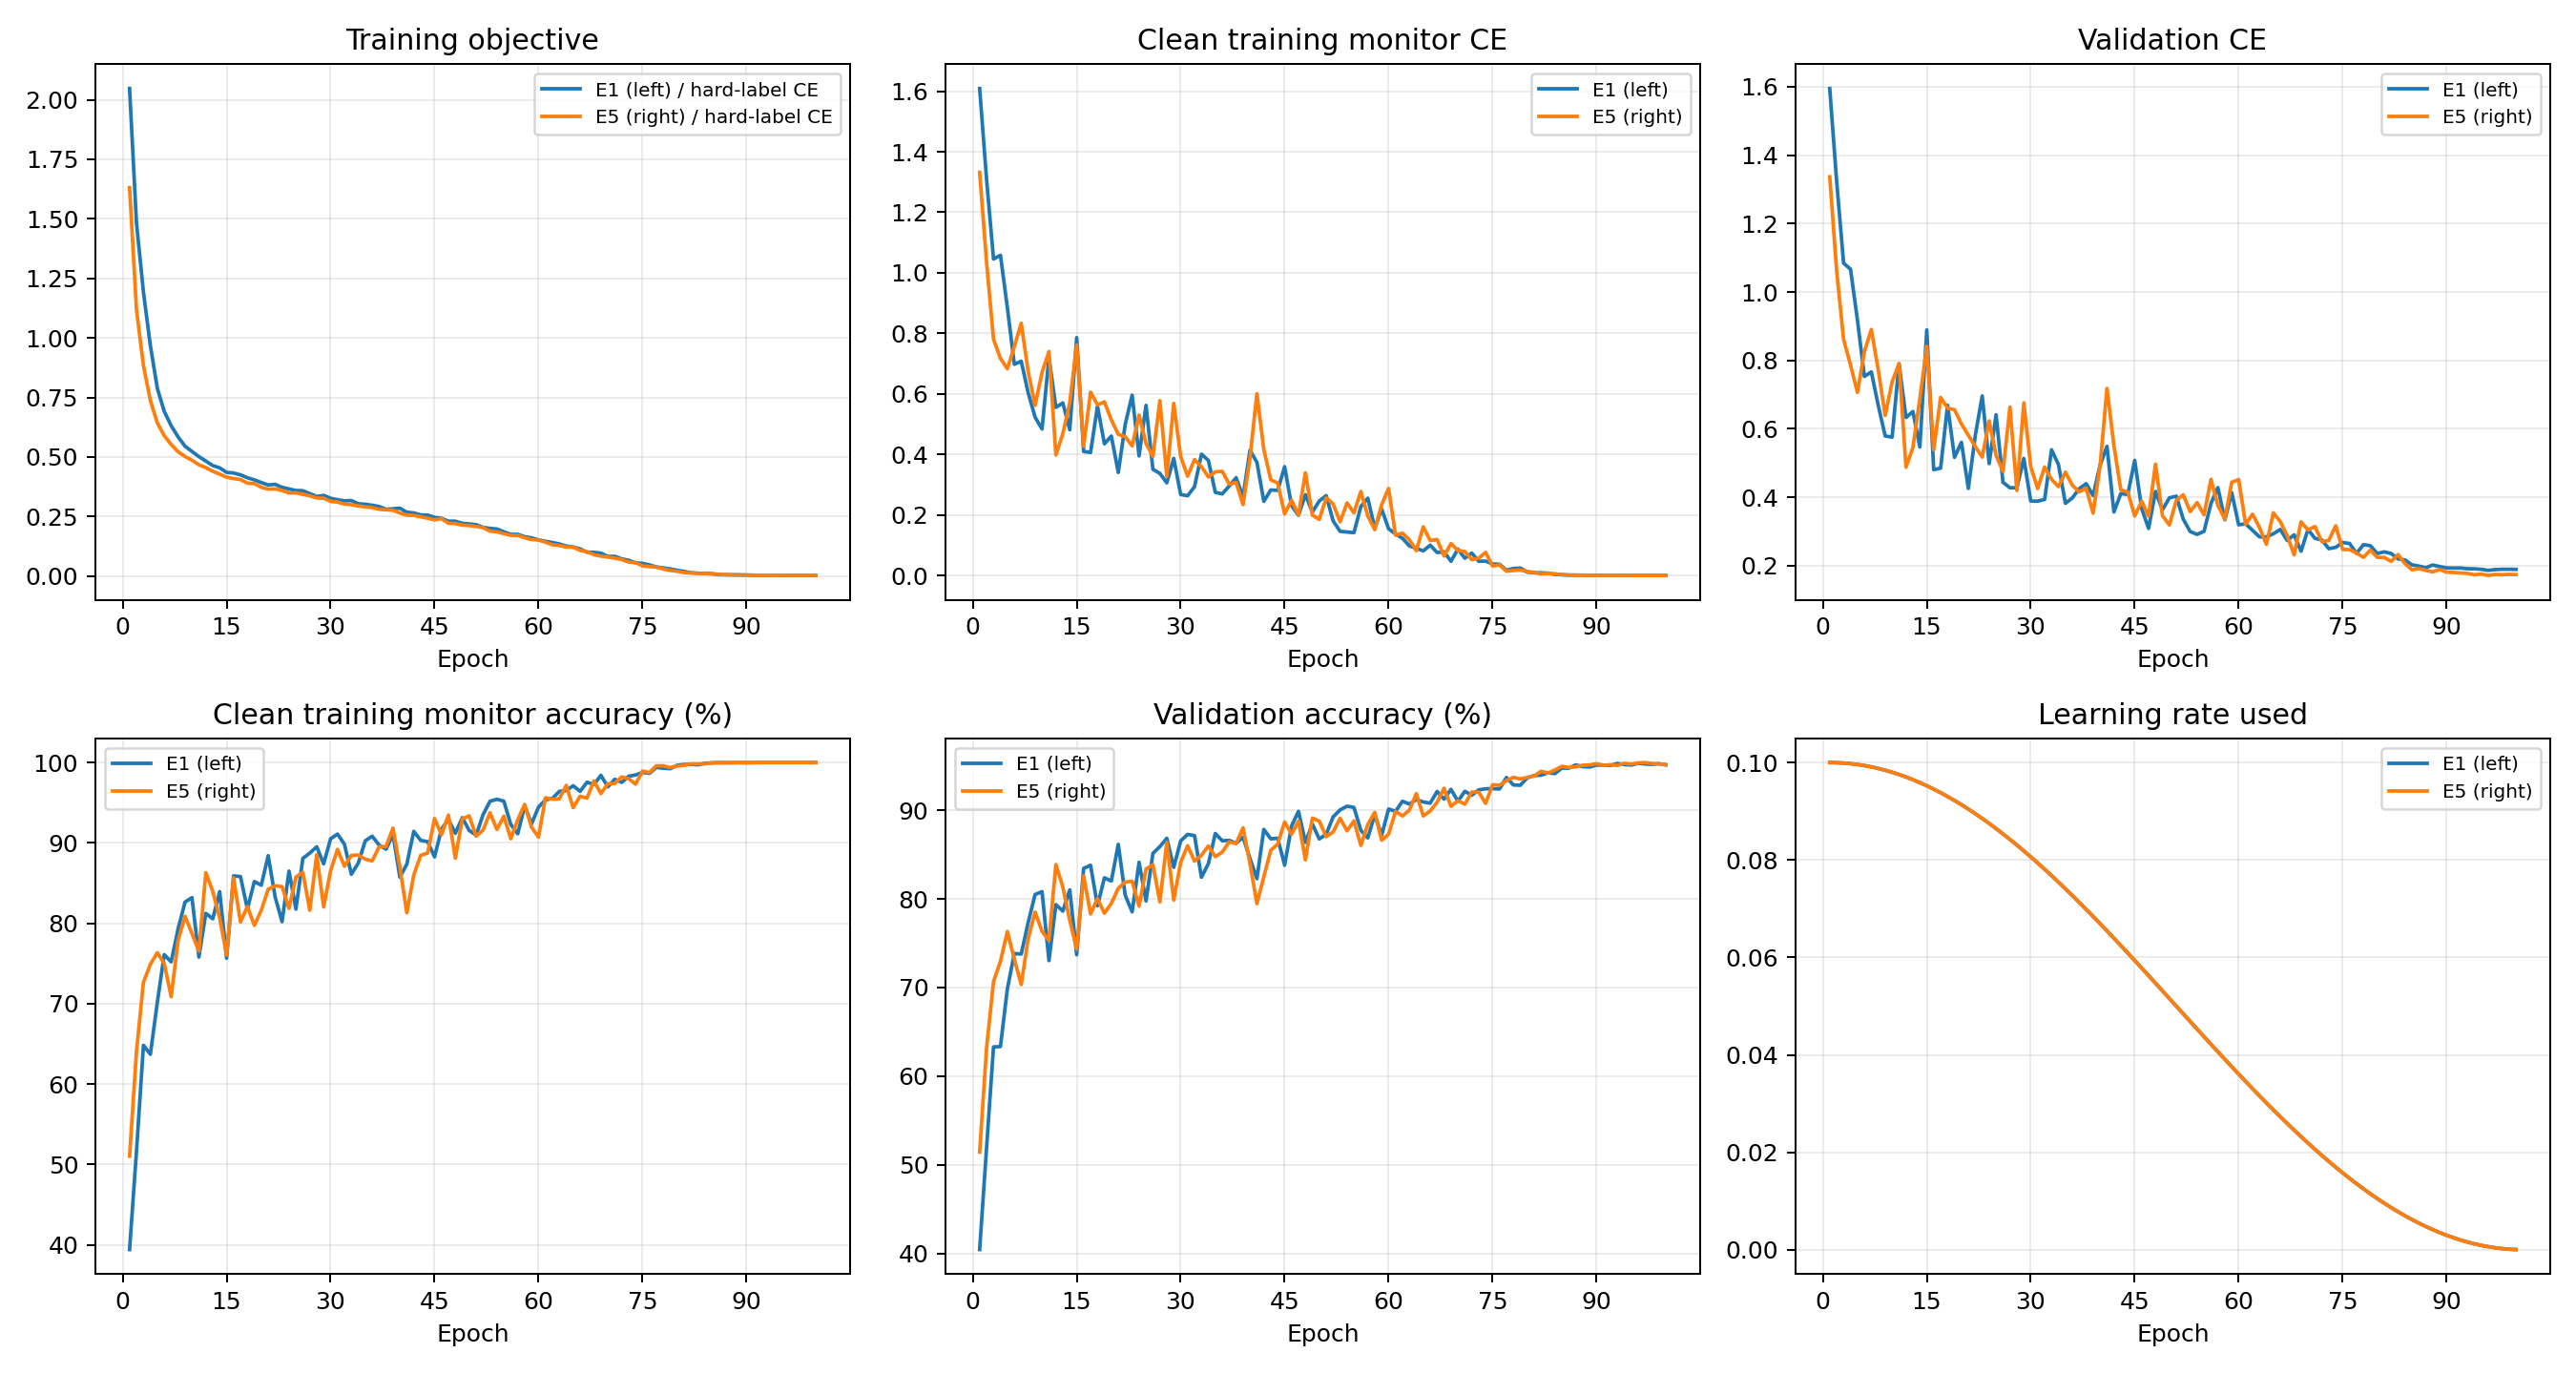 Training objective
2.00
1.75
1.50
1.25
1.00
0.75
0.50
0.25
0.00
0 15 30 45 60 75 90
Epoch
E1 (left) / hard-label CE
E5 (right) / hard-label CE
Clean training monitor CE
1.6
1.4
1.2
1.0
0.8
0.6
0.4
0.2
0.0
0 15 30 45 60 75 90
Epoch
E1 (left)
E5 (right)
Validation CE
1.6
1.4
1.2
1.0
0.8
0.6
0.4
0.2
0 15 30 45 60 75 90
Epoch
E1 (left)
E5 (right)
Clean training monitor accuracy (%)
100
90
80
70
60
50
40
0 15 30 45 60 75 90
Epoch
E1 (left)
E5 (right)
Validation accuracy (%)
90
80
70
60
50
40
0 15 30 45 60 75 90
Epoch
E1 (left)
E5 (right)
Learning rate used
0.10
0.08
0.06
0.04
0.02
0.00
0 15 30 45 60 75 90
Epoch
E1 (left)
E5 (right)